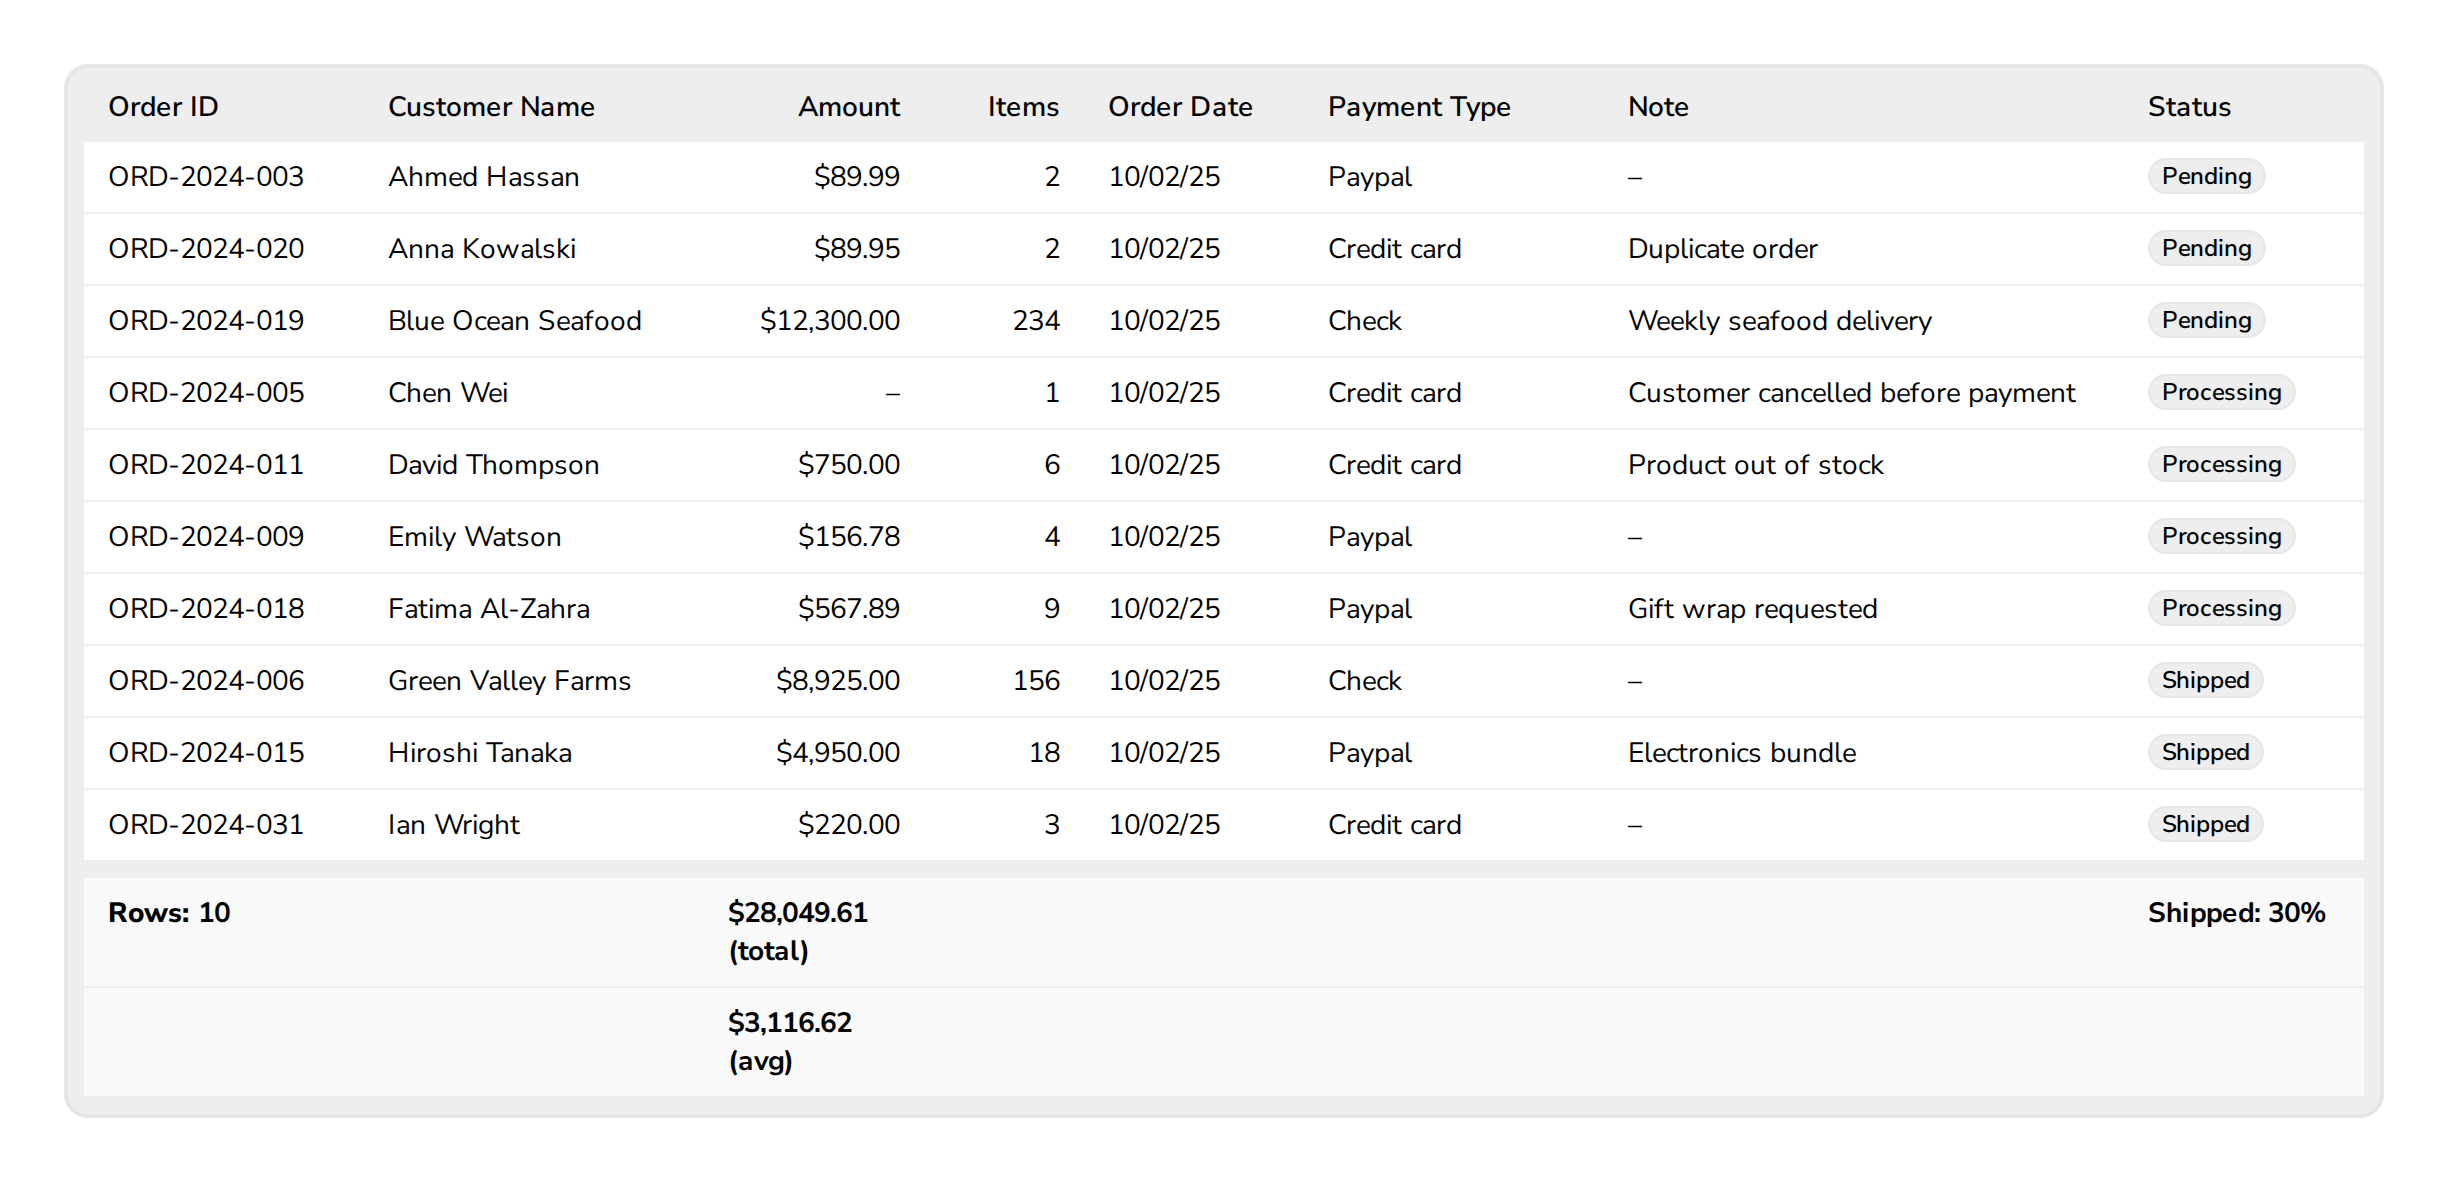 Order ID Customer Name Amount Items Order Date Payment Type Note Status
ORD-2024-003 Ahmed Hassan $89.99 2 10/02/25 Paypal – Pending
ORD-2024-020 Anna Kowalski $89.95 2 10/02/25 Credit card Duplicate order Pending
ORD-2024-019 Blue Ocean Seafood $12,300.00 234 10/02/25 Check Weekly seafood delivery Pending
ORD-2024-005 Chen Wei – 1 10/02/25 Credit card Customer cancelled before payment Processing
ORD-2024-011 David Thompson $750.00 6 10/02/25 Credit card Product out of stock Processing
ORD-2024-009 Emily Watson $156.78 4 10/02/25 Paypal – Processing
ORD-2024-018 Fatima Al-Zahra $567.89 9 10/02/25 Paypal Gift wrap requested Processing
ORD-2024-006 Green Valley Farms $8,925.00 156 10/02/25 Check – Shipped
ORD-2024-015 Hiroshi Tanaka $4,950.00 18 10/02/25 Paypal Electronics bundle Shipped
ORD-2024-031 Ian Wright $220.00 3 10/02/25 Credit card – Shipped
Rows: 10 $28,049.61 Shipped: 30%
(total)
$3,116.62
(avg)